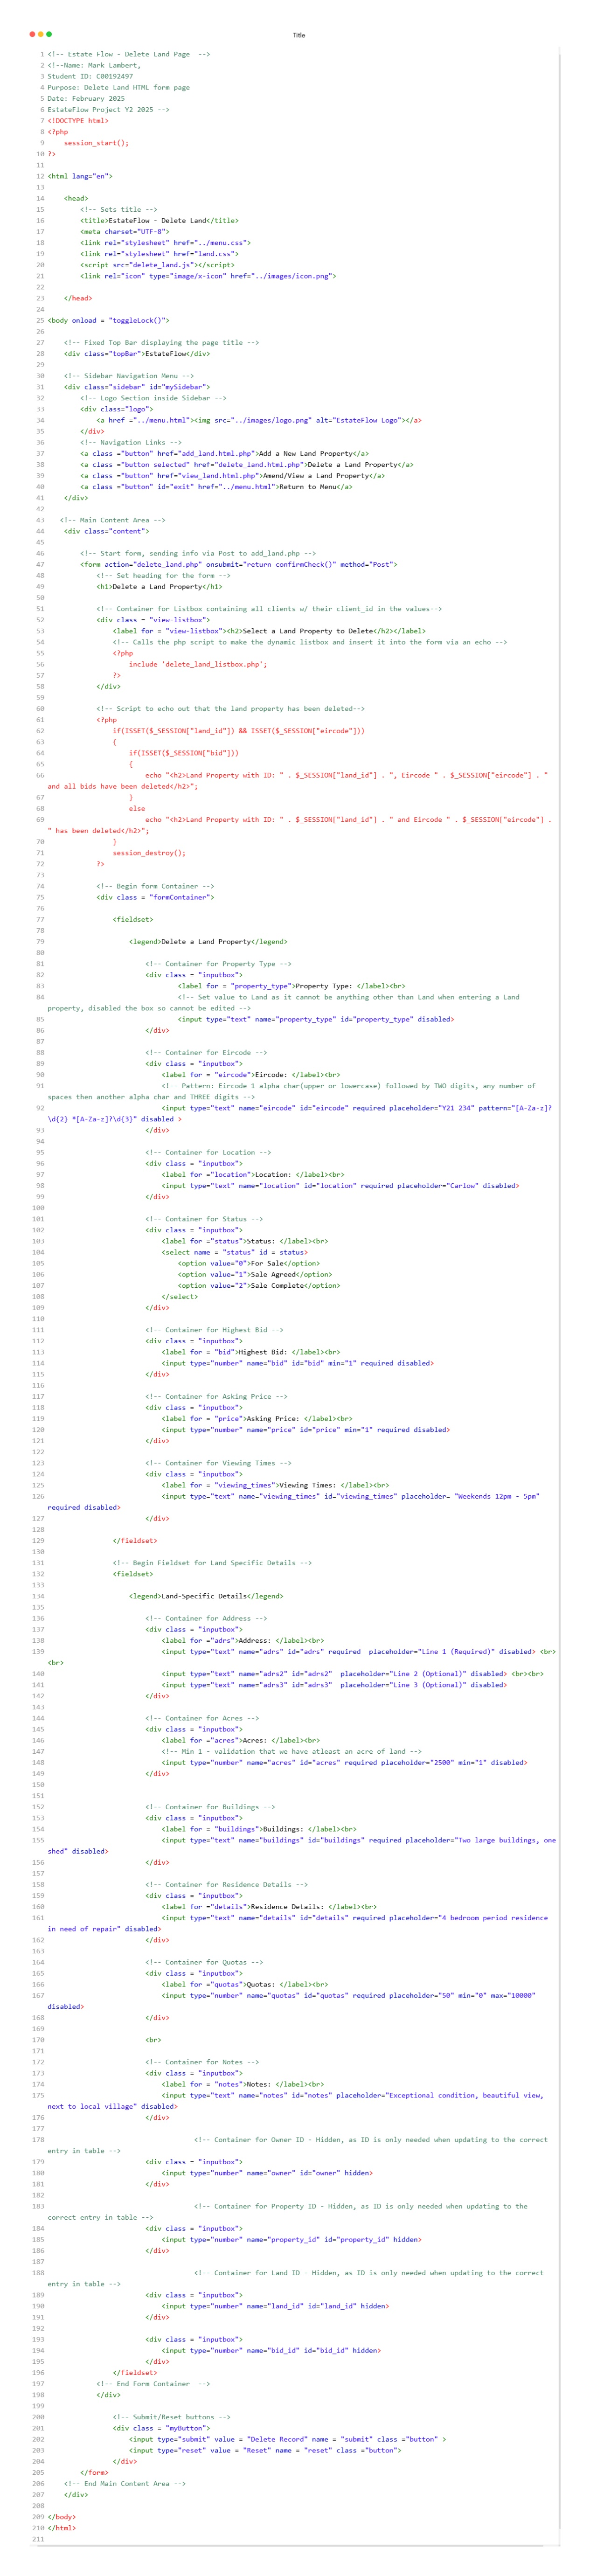 Title
1 <!-- Estate Flow - Delete Land Page  -->
2 <!--Name: Mark Lambert,
3 Student ID: C00192497
4 Purpose: Delete Land HTML form page
5 Date: February 2025
6 EstateFlow Project Y2 2025 -->
7 <!DOCTYPE html>
8 <?php
9     session_start();
10 ?>
11
12 <html lang="en">
13
14     <head>
15         <!-- Sets title -->
16         <title>EstateFlow - Delete Land</title>
17         <meta charset="UTF-8">
18         <link rel="stylesheet" href="../menu.css">
19         <link rel="stylesheet" href="land.css">
20         <script src="delete_land.js"></script>
21         <link rel="icon" type="image/x-icon" href="../images/icon.png">
22
23     </head>
24
25 <body onload = "toggleLock()">
26
27     <!-- Fixed Top Bar displaying the page title -->
28     <div class="topBar">EstateFlow</div>
29
30     <!-- Sidebar Navigation Menu -->
31     <div class="sidebar" id="mySidebar">
32         <!-- Logo Section inside Sidebar -->
33         <div class="logo">
34             <a href ="../menu.html"><img src="../images/logo.png" alt="EstateFlow Logo"></a>
35         </div>
36         <!-- Navigation Links -->
37         <a class ="button" href="add_land.html.php">Add a New Land Property</a>
38         <a class ="button selected" href="delete_land.html.php">Delete a Land Property</a>
39         <a class ="button" href="view_land.html.php">Amend/View a Land Property</a>
40         <a class ="button" id="exit" href="../menu.html">Return to Menu</a>
41     </div>
42
43    <!-- Main Content Area -->
44     <div class="content">
45
46         <!-- Start form, sending info via Post to add_land.php -->
47         <form action="delete_land.php" onsubmit="return confirmCheck()" method="Post">
48             <!-- Set heading for the form -->
49             <h1>Delete a Land Property</h1>
50
51             <!-- Container for Listbox containing all clients w/ their client_id in the values-->
52             <div class = "view-listbox">
53                 <label for = "view-listbox"><h2>Select a Land Property to Delete</h2></label>
54                 <!-- Calls the php script to make the dynamic listbox and insert it into the form via an echo -->
55                 <?php
56                     include 'delete_land_listbox.php';
57                 ?>
58             </div>
59
60             <!-- Script to echo out that the land property has been deleted-->
61             <?php
62                 if(ISSET($_SESSION["land_id"]) && ISSET($_SESSION["eircode"]))
63                 {
64                     if(ISSET($_SESSION["bid"]))
65                     {
66                         echo "<h2>Land Property with ID: " . $_SESSION["land_id"] . ", Eircode " . $_SESSION["eircode"] . "
and all bids have been deleted</h2>";
67                     }
68                     else
69                         echo "<h2>Land Property with ID: " . $_SESSION["land_id"] . " and Eircode " . $_SESSION["eircode"] .
" has been deleted</h2>";
70                 }
71                 session_destroy();
72             ?>
73
74             <!-- Begin form Container -->
75             <div class = "formContainer">
76
77                 <fieldset>
78
79                     <legend>Delete a Land Property</legend>
80
81                         <!-- Container for Property Type -->
82                         <div class = "inputbox">
83                                 <label for = "property_type">Property Type: </label><br>
84                                 <!-- Set value to Land as it cannot be anything other than Land when entering a Land
property, disabled the box so cannot be edited -->
85                                 <input type="text" name="property_type" id="property_type" disabled>
86                         </div>
87
88                         <!-- Container for Eircode -->
89                         <div class = "inputbox">
90                             <label for = "eircode">Eircode: </label><br>
91                             <!-- Pattern: Eircode 1 alpha char(upper or lowercase) followed by TWO digits, any number of
spaces then another alpha char and THREE digits -->
92                             <input type="text" name="eircode" id="eircode" required placeholder="Y21 234" pattern="[A-Za-z]?
\d{2} *[A-Za-z]?\d{3}" disabled >
93                         </div>
94
95                         <!-- Container for Location -->
96                         <div class = "inputbox">
97                             <label for ="location">Location: </label><br>
98                             <input type="text" name="location" id="location" required placeholder="Carlow" disabled>
99                         </div>
100
101                         <!-- Container for Status -->
102                         <div class = "inputbox">
103                             <label for ="status">Status: </label><br>
104                             <select name = "status" id = status>
105                                 <option value="0">For Sale</option>
106                                 <option value="1">Sale Agreed</option>
107                                 <option value="2">Sale Complete</option>
108                             </select>
109                         </div>
110
111                         <!-- Container for Highest Bid -->
112                         <div class = "inputbox">
113                             <label for = "bid">Highest Bid: </label><br>
114                             <input type="number" name="bid" id="bid" min="1" required disabled>
115                         </div>
116
117                         <!-- Container for Asking Price -->
118                         <div class = "inputbox">
119                             <label for = "price">Asking Price: </label><br>
120                             <input type="number" name="price" id="price" min="1" required disabled>
121                         </div>
122
123                         <!-- Container for Viewing Times -->
124                         <div class = "inputbox">
125                             <label for = "viewing_times">Viewing Times: </label><br>
126                             <input type="text" name="viewing_times" id="viewing_times" placeholder= "Weekends 12pm - 5pm"
required disabled>
127                         </div>
128
129                 </fieldset>
130
131                 <!-- Begin Fieldset for Land Specific Details -->
132                 <fieldset>
133
134                     <legend>Land-Specific Details</legend>
135
136                         <!-- Container for Address -->
137                         <div class = "inputbox">
138                             <label for ="adrs">Address: </label><br>
139                             <input type="text" name="adrs" id="adrs" required  placeholder="Line 1 (Required)" disabled> <br>
<br>
140                             <input type="text" name="adrs2" id="adrs2"  placeholder="Line 2 (Optional)" disabled> <br><br>
141                             <input type="text" name="adrs3" id="adrs3"  placeholder="Line 3 (Optional)" disabled>
142                         </div>
143
144                         <!-- Container for Acres -->
145                         <div class = "inputbox">
146                             <label for ="acres">Acres: </label><br>
147                             <!-- Min 1 - validation that we have atleast an acre of land -->
148                             <input type="number" name="acres" id="acres" required placeholder="2500" min="1" disabled>
149                         </div>
150
151
152                         <!-- Container for Buildings -->
153                         <div class = "inputbox">
154                             <label for = "buildings">Buildings: </label><br>
155                             <input type="text" name="buildings" id="buildings" required placeholder="Two large buildings, one
shed" disabled>
156                         </div>
157
158                         <!-- Container for Residence Details -->
159                         <div class = "inputbox">
160                             <label for ="details">Residence Details: </label><br>
161                             <input type="text" name="details" id="details" required placeholder="4 bedroom period residence
in need of repair" disabled>
162                         </div>
163
164                         <!-- Container for Quotas -->
165                         <div class = "inputbox">
166                             <label for ="quotas">Quotas: </label><br>
167                             <input type="number" name="quotas" id="quotas" required placeholder="50" min="0" max="10000"
disabled>
168                         </div>
169
170                         <br>
171
172                         <!-- Container for Notes -->
173                         <div class = "inputbox">
174                             <label for = "notes">Notes: </label><br>
175                             <input type="text" name="notes" id="notes" placeholder="Exceptional condition, beautiful view,
next to local village" disabled>
176                         </div>
177
178                                     <!-- Container for Owner ID - Hidden, as ID is only needed when updating to the correct
entry in table -->
179                         <div class = "inputbox">
180                             <input type="number" name="owner" id="owner" hidden>
181                         </div>
182
183                                     <!-- Container for Property ID - Hidden, as ID is only needed when updating to the
correct entry in table -->
184                         <div class = "inputbox">
185                             <input type="number" name="property_id" id="property_id" hidden>
186                         </div>
187
188                                     <!-- Container for Land ID - Hidden, as ID is only needed when updating to the correct
entry in table -->
189                         <div class = "inputbox">
190                             <input type="number" name="land_id" id="land_id" hidden>
191                         </div>
192
193                         <div class = "inputbox">
194                             <input type="number" name="bid_id" id="bid_id" hidden>
195                         </div>
196                 </fieldset>
197             <!-- End Form Container  -->
198             </div>
199
200                 <!-- Submit/Reset buttons -->
201                 <div class = "myButton">
202                     <input type="submit" value = "Delete Record" name = "submit" class ="button" >
203                     <input type="reset" value = "Reset" name = "reset" class ="button">
204                 </div>
205         </form>
206     <!-- End Main Content Area -->
207     </div>
208
209 </body>
210 </html>
211